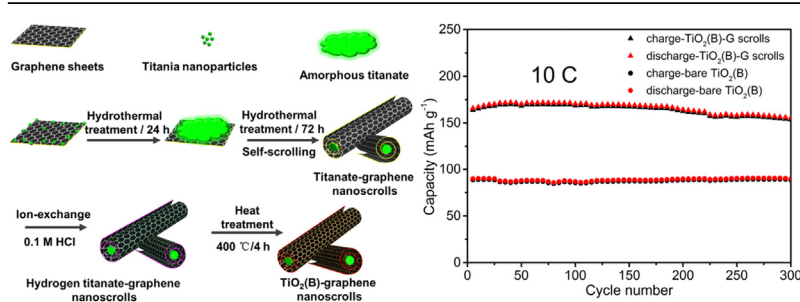 Graphene sheets
Titania nanoparticles
Amorphous titanate
Hydrothermal
treatment / 24 h
Hydrothermal
treatment / 72 h
Self-scrolling
Titanate-graphene
nanoscrolls
Ion-exchange
0.1 M HCl
Hydrogen titanate-graphene
nanoscrolls
Heat
treatment
400 ℃/4 h
TiO₂(B)-graphene
nanoscrolls
charge-TiO₂(B)-G scrolls
discharge-TiO₂(B)-G scrolls
charge-bare TiO₂(B)
discharge-bare TiO₂(B)
10 C
Capacity (mAh g⁻¹)
250
200
150
100
50
0
0 50 100 150 200 250 300
Cycle number